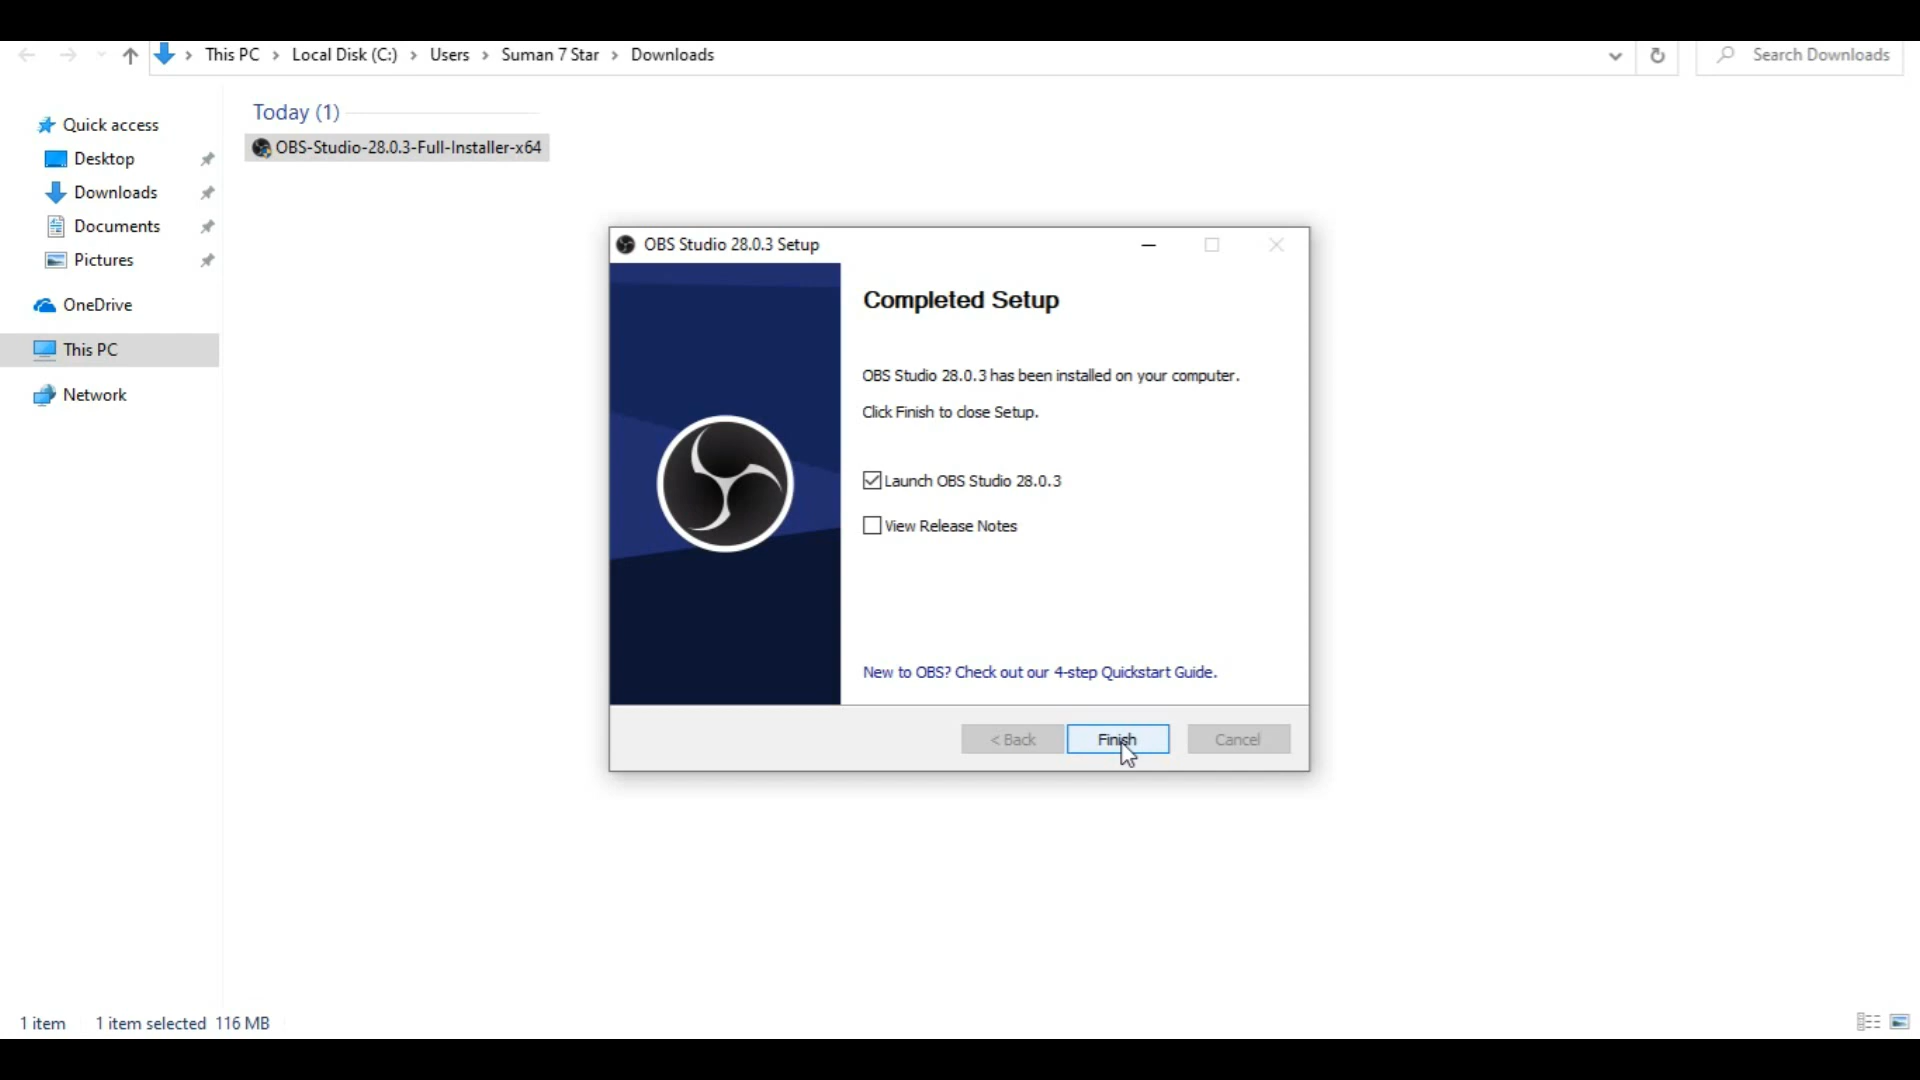 This PC > Local Disk (C:) > Users > Suman 7 Star > Downloads
Search Downloads
Quick access
Desktop
Downloads
Documents
Pictures
OneDrive
This PC
Network
Today (1)
OBS-Studio-28.0.3-Full-Installer-x64
OBS Studio 28.0.3 Setup
Completed Setup
OBS Studio 28.0.3 has been installed on your computer.
Click Finish to close Setup.
Launch OBS Studio 28.0.3
View Release Notes
New to OBS? Check out our 4-step Quickstart Guide.
< Back
Finish
Cancel
1 item
1 item selected 116 MB